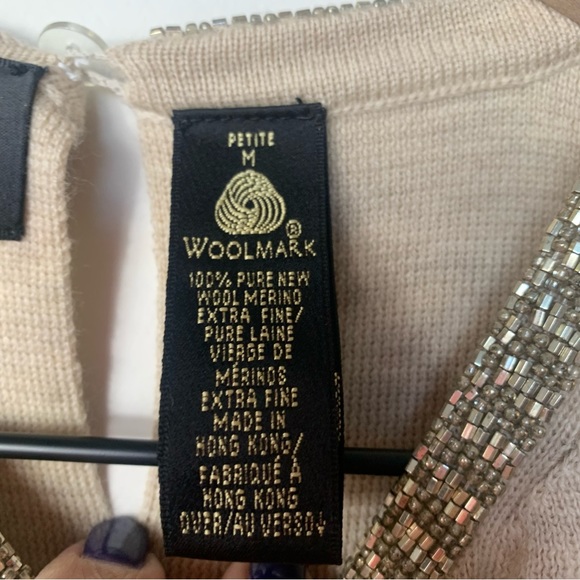 PETITE
M
WOOLMARK ®
100% PURE NEW
WOOL MERINO
EXTRA FINE/
PURE LAINE
VIERGE DE
MÉRINOS
EXTRA FINE
MADE IN
HONG KONG/
FABRIQUÉ À
HONG KONG
OVER/AU VERSO↓